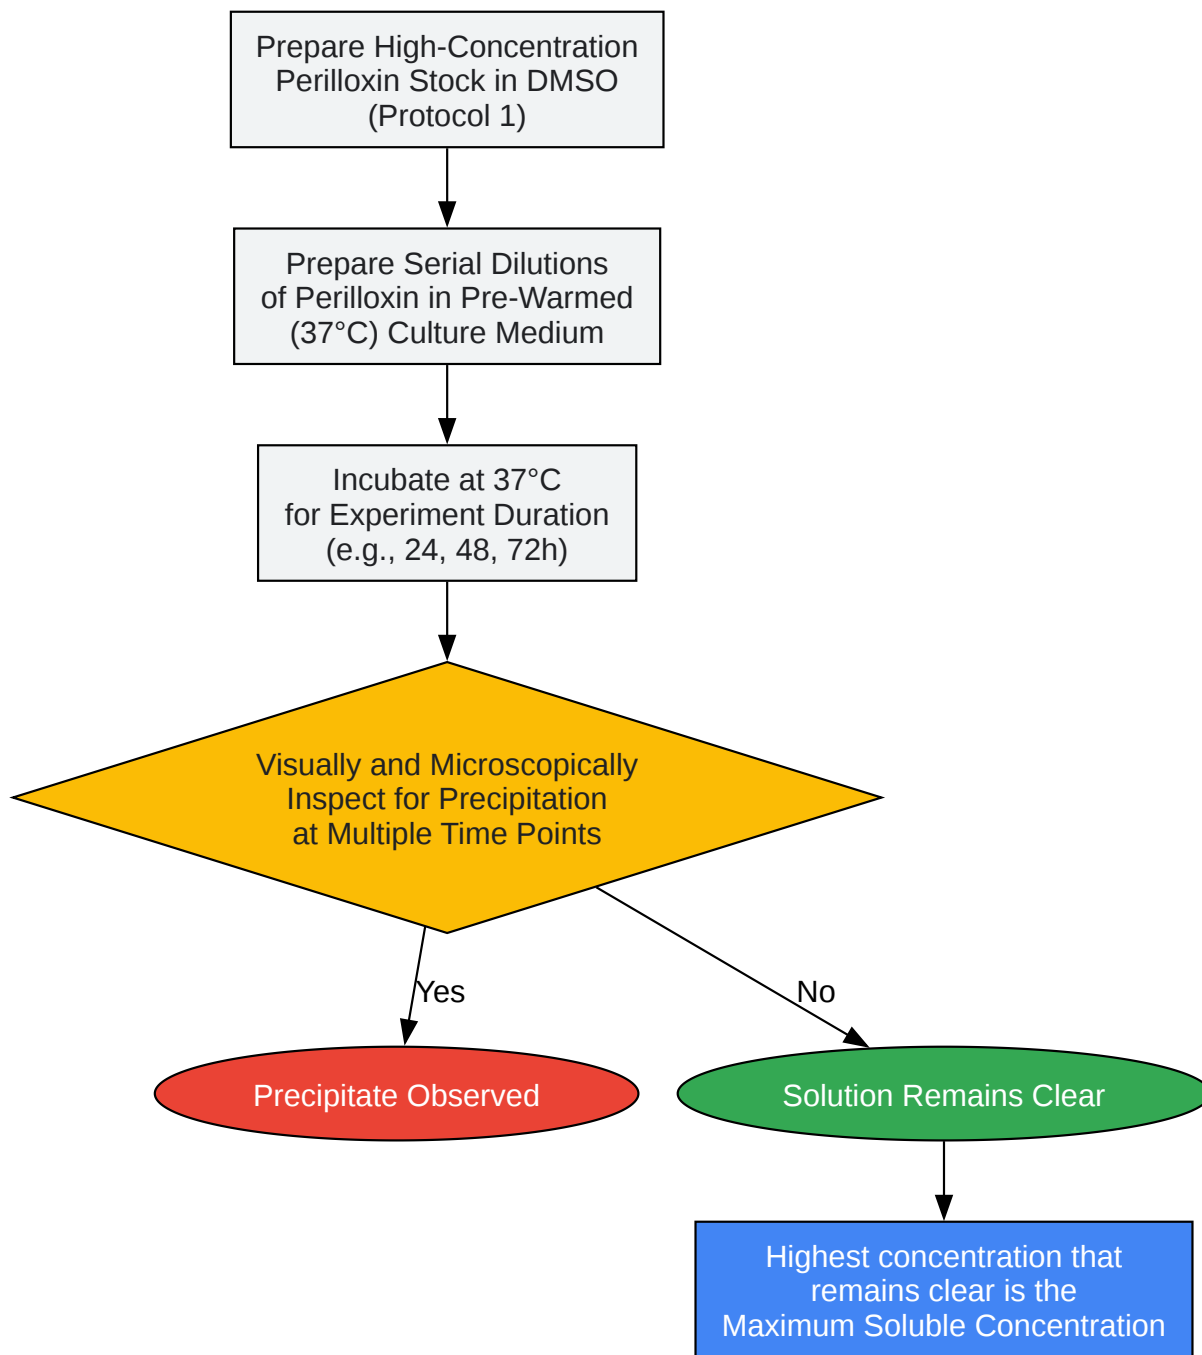 Prepare High-Concentration
Perilloxin Stock in DMSO
(Protocol 1)
Prepare Serial Dilutions
of Perilloxin in Pre-Warmed
(37°C) Culture Medium
Incubate at 37°C
for Experiment Duration
(e.g., 24, 48, 72h)
Visually and Microscopically
Inspect for Precipitation
at Multiple Time Points
Yes
No
Precipitate Observed
Solution Remains Clear
Highest concentration that
remains clear is the
Maximum Soluble Concentration